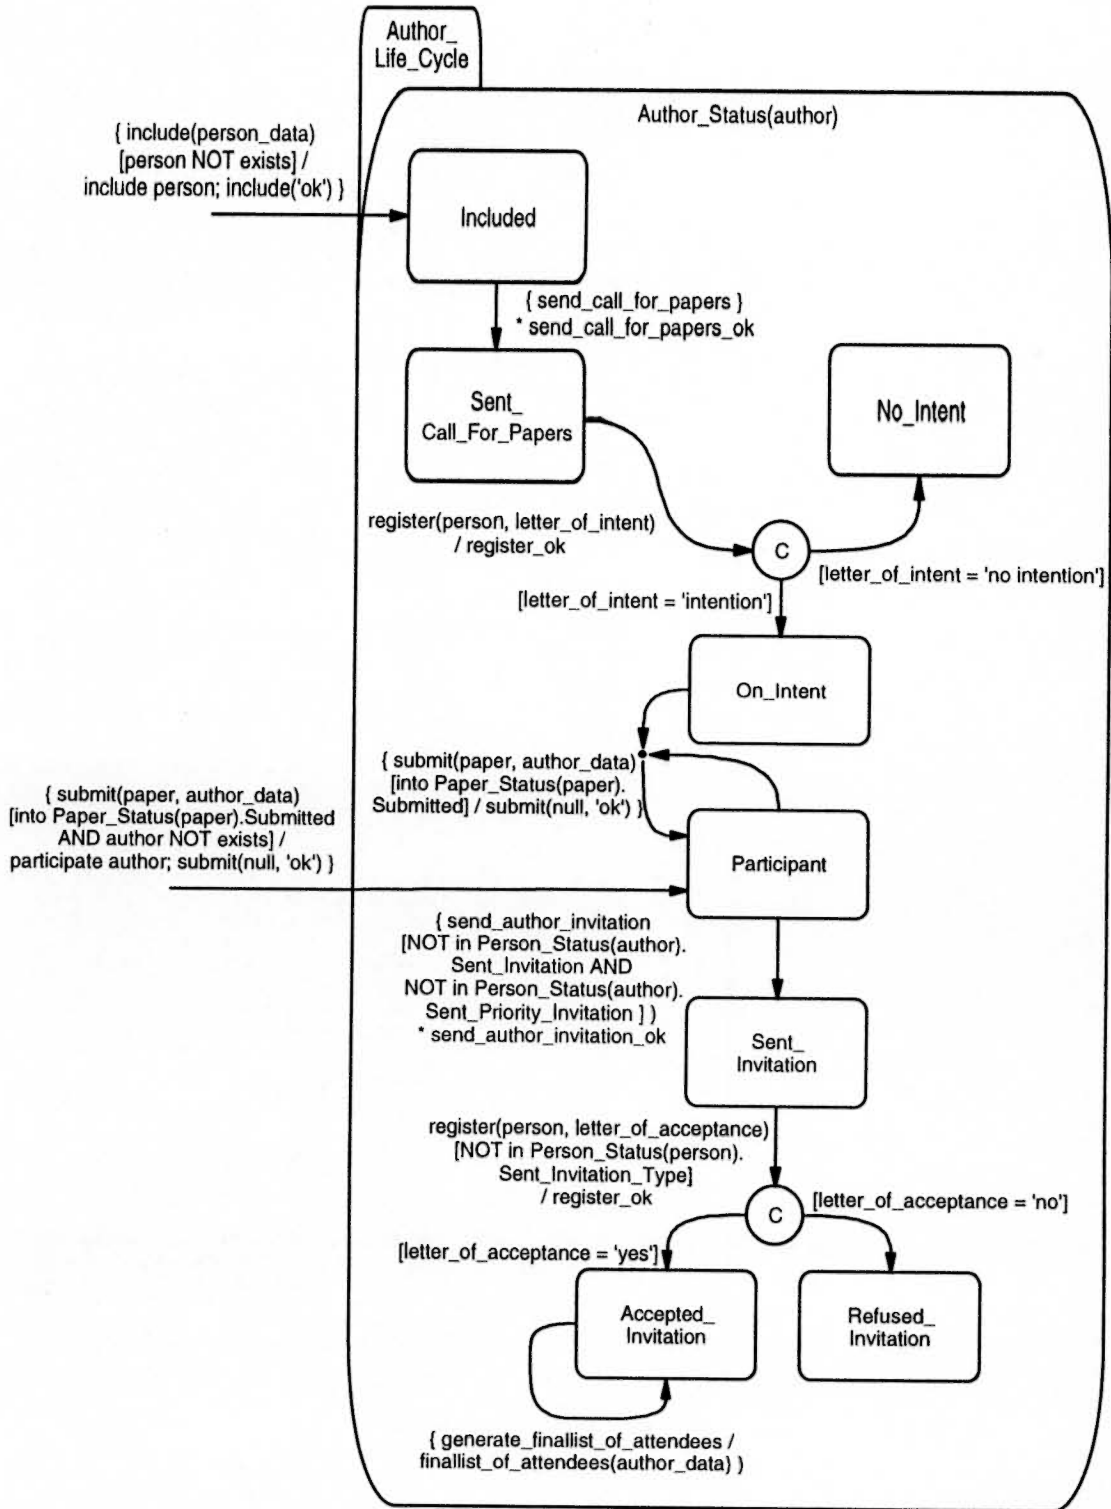 Author_
Life_Cycle
Author_Status(author)
{ include(person_data)
[person NOT exists] /
include person; include('ok') }
Included
{ send_call_for_papers }
* send_call_for_papers_ok
Sent_
Call_For_Papers
No_Intent
register(person, letter_of_intent)
/ register_ok
C
[letter_of_intent = 'no intention']
[letter_of_intent = 'intention']
On_Intent
{ submit(paper, author_data)
[into Paper_Status(paper).
Submitted] / submit(null, 'ok') }
{ submit(paper, author_data)
[into Paper_Status(paper).Submitted
AND author NOT exists] /
participate author; submit(null, 'ok') }
Participant
{ send_author_invitation
[NOT in Person_Status(author).
Sent_Invitation AND
NOT in Person_Status(author).
Sent_Priority_Invitation ] )
* send_author_invitation_ok
Sent_
Invitation
register(person, letter_of_acceptance)
[NOT in Person_Status(person).
Sent_Invitation_Type]
/ register_ok
C
[letter_of_acceptance = 'no']
[letter_of_acceptance = 'yes']
Accepted_
Invitation
Refused_
Invitation
{ generate_finallist_of_attendees /
finallist_of_attendees(author_data) )